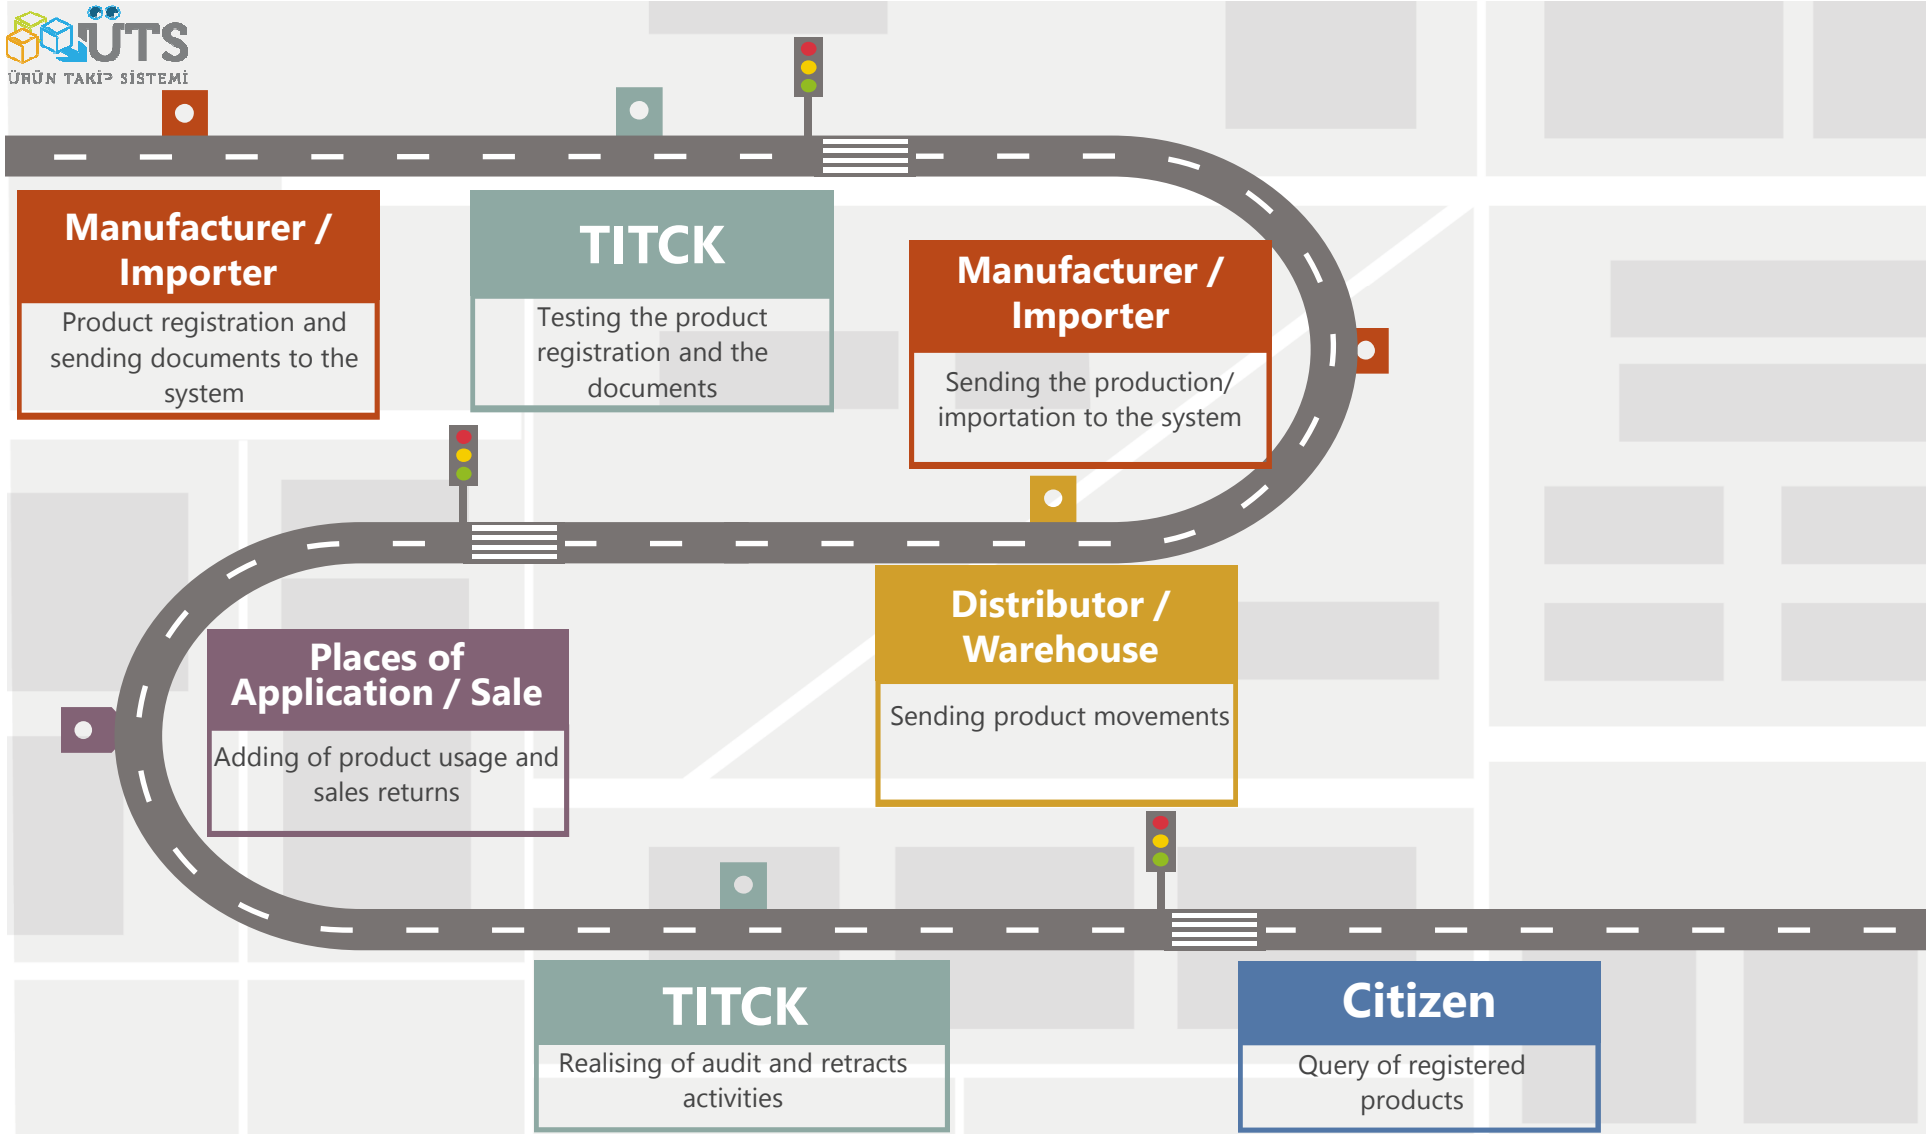 ÜTS
ÜRÜN TAKİP SİSTEMİ
Manufacturer /
Importer
Product registration and
sending documents to the
system
TITCK
Testing the product
registration and the
documents
Manufacturer /
Importer
Sending the production/
importation to the system
Distributor /
Warehouse
Sending product movements
Places of
Application / Sale
Adding of product usage and
sales returns
TITCK
Realising of audit and retracts
activities
Citizen
Query of registered
products